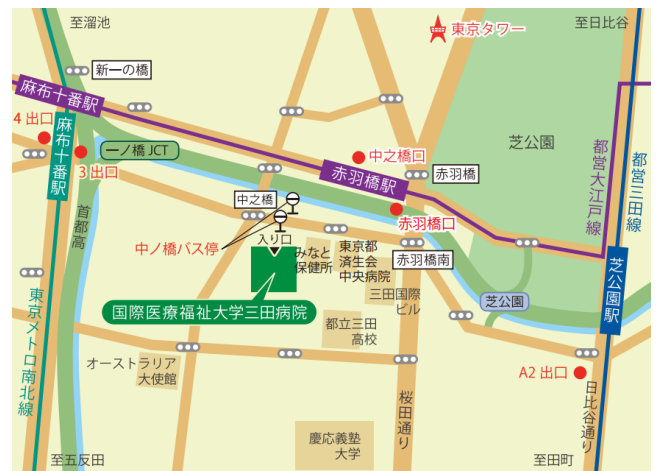 至溜池
至日比谷
東京タワー
新一の橋
麻布十番駅
4出口
麻布十番駅
一ノ橋JCT
3出口
中之橋口
赤羽橋駅
赤羽橋
芝公園
都営大江戸線
都営三田線
首都高
中之橋
赤羽橋口
中ノ橋バス停
入り口
みなと
保健所
東京都
済生会
中央病院
赤羽橋南
芝公園駅
国際医療福祉大学三田病院
三田国際
ビル
芝公園
都立三田
高校
東京メトロ南北線
オーストラリア
大使館
A2出口
桜田通り
日比谷通り
慶応義塾
大学
至五反田
至田町